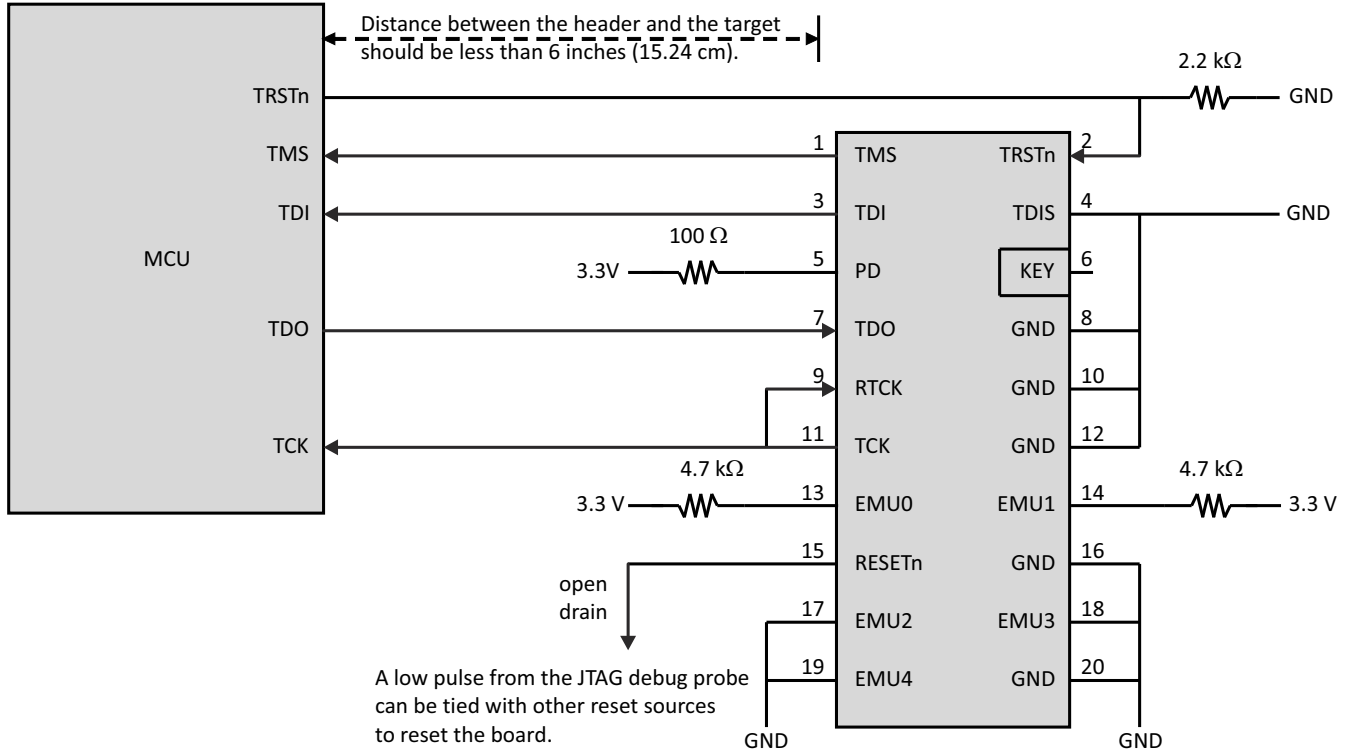 Distance between the header and the target
should be less than 6 inches (15.24 cm).
2.2 kΩ
TRSTn
GND
TMS
1
TMS
TRSTn
2
TDI
3
TDI
TDIS
4
GND
100 Ω
MCU
3.3V
5
PD
KEY
6
TDO
7
TDO
GND
8
9
RTCK
GND
10
TCK
11
TCK
GND
12
4.7 kΩ
4.7 kΩ
3.3 V
13
EMU0
EMU1
14
3.3 V
15
RESETn
GND
16
open
drain
17
EMU2
EMU3
18
19
EMU4
GND
20
A low pulse from the JTAG debug probe
can be tied with other reset sources
to reset the board.
GND
GND